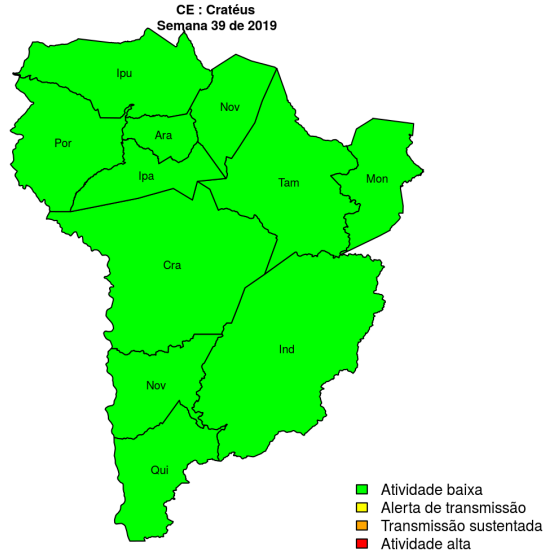 CE : Cratéus
Semana 39 de 2019
Ipu
Nov
Ara
Por
Ipa
Tam
Mon
Cra
Ind
Nov
Qui
Atividade baixa
Alerta de transmissão
Transmissão sustentada
Atividade alta